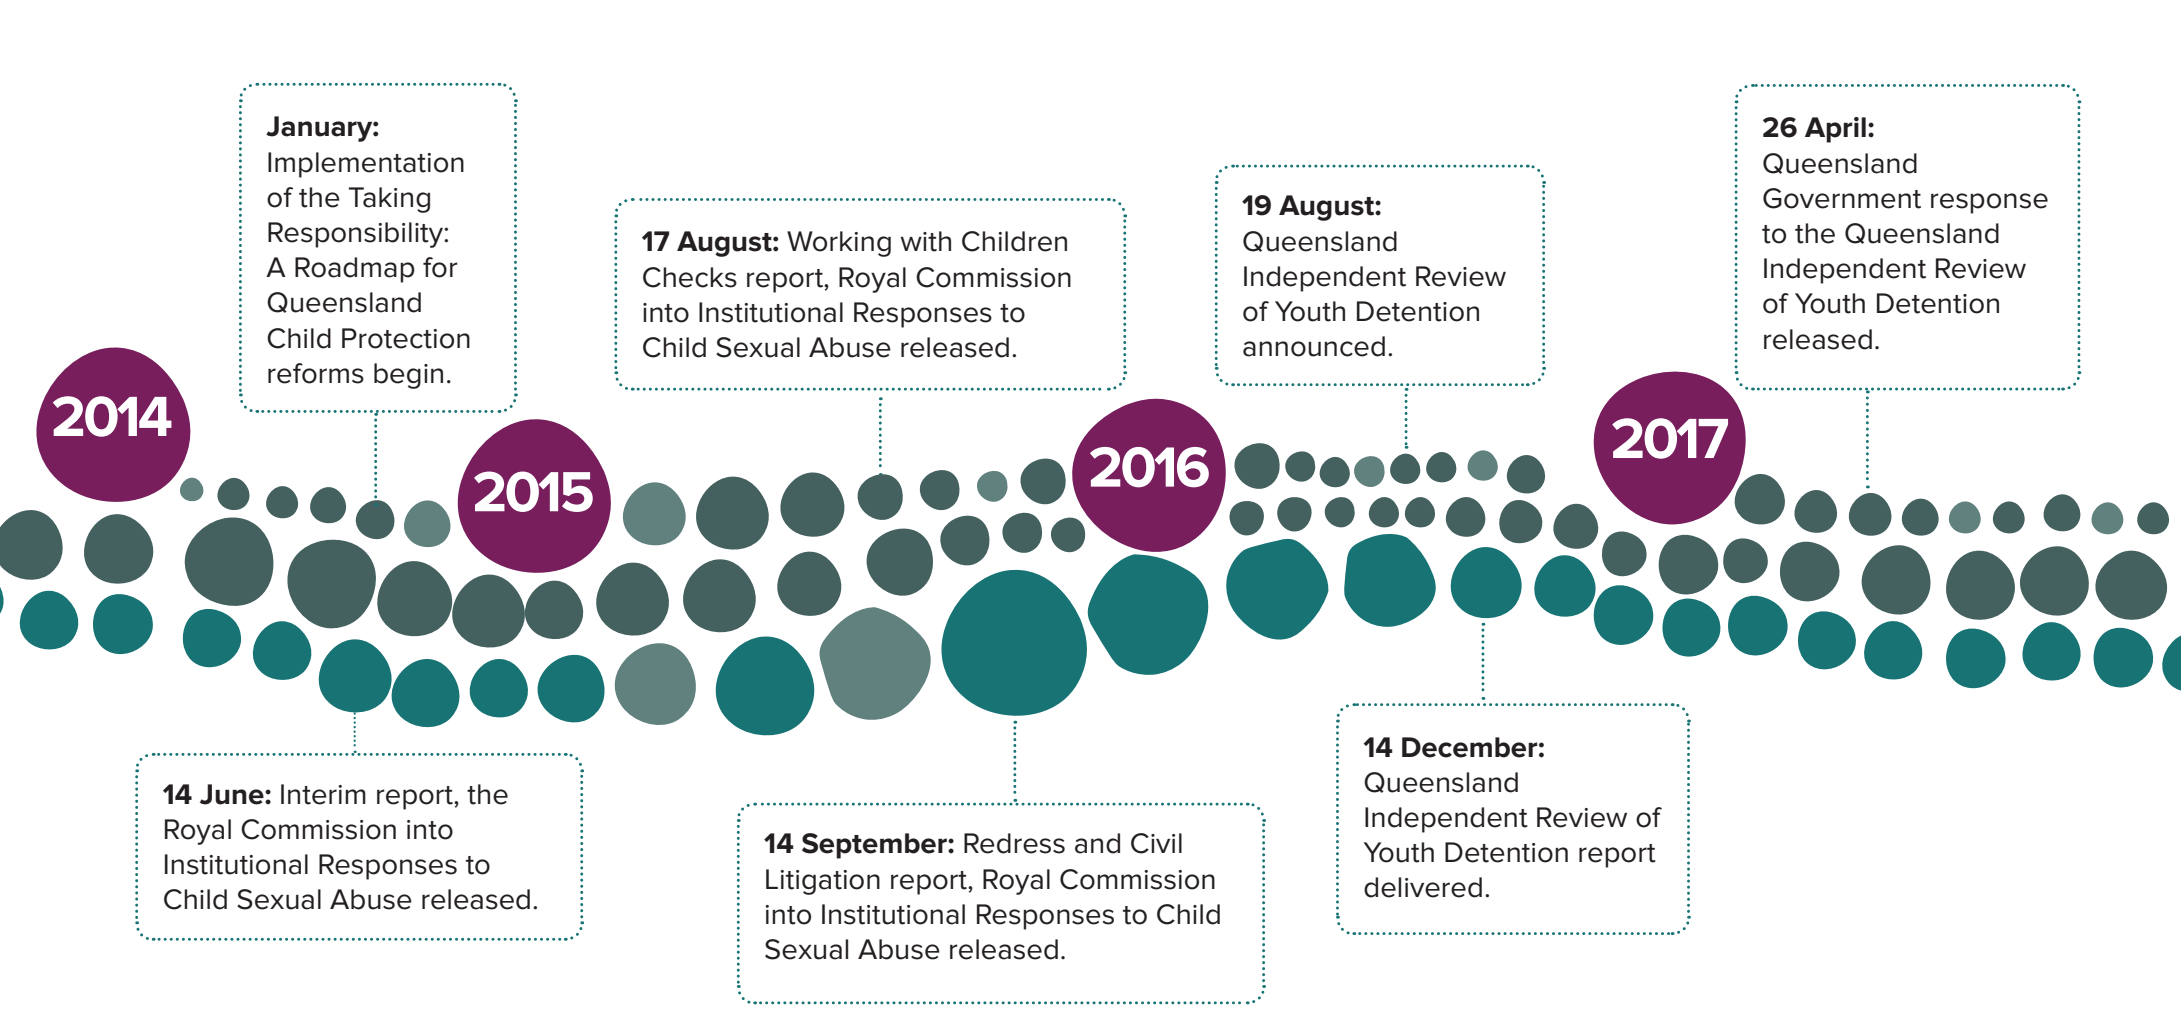 2014
January:
Implementation
of the Taking
Responsibility:
A Roadmap for
Queensland
Child Protection
reforms begin.
14 June: Interim report, the
Royal Commission into
Institutional Responses to
Child Sexual Abuse released.
2015
17 August: Working with Children
Checks report, Royal Commission
into Institutional Responses to
Child Sexual Abuse released.
14 September: Redress and Civil
Litigation report, Royal Commission
into Institutional Responses to Child
Sexual Abuse released.
2016
19 August:
Queensland
Independent Review
of Youth Detention
announced.
14 December:
Queensland
Independent Review of
Youth Detention report
delivered.
2017
26 April:
Queensland
Government response
to the Queensland
Independent Review
of Youth Detention
released.